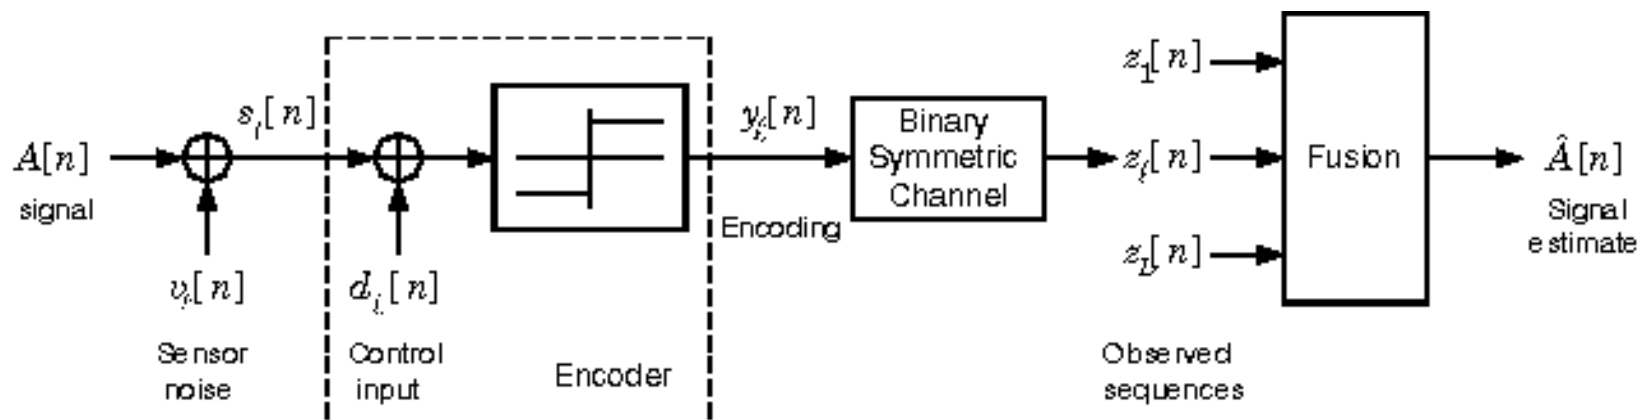 A[n]
signal
s_l[n]
v_l[n]
Sensor
noise
d_l[n]
Control
input
Encoder
y_l[n]
Encoding
Binary
Symmetric
Channel
z_1[n]
z_l[n]
z_L[n]
Observed
sequences
Fusion
Â[n]
Signal
estimate